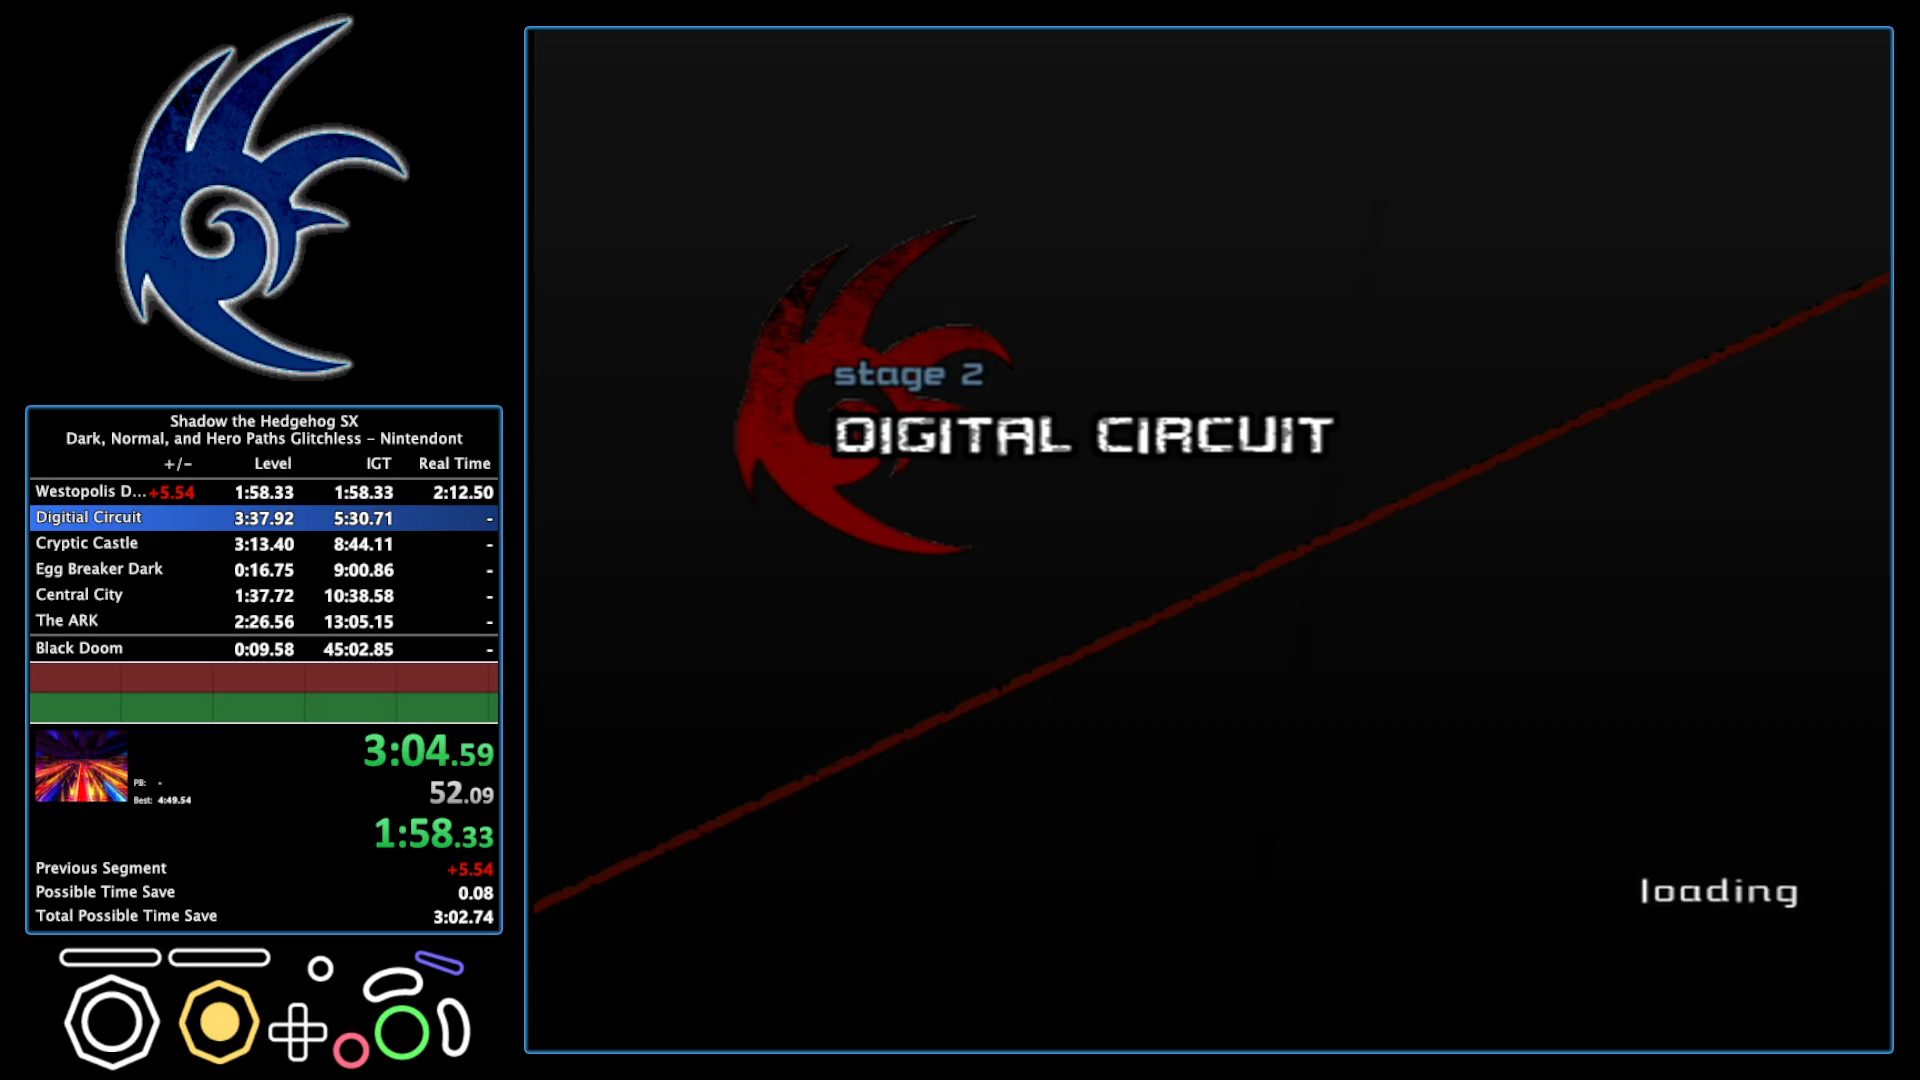 Shadow the Hedgehog SX
Dark, Normal, and Hero Paths Glitchless - Nintendont
+/- Level IGT Real Time
Westopolis D... +5.54 1:58.33 1:58.33 2:12.50
Digitial Circuit 3:37.92 5:30.71 -
Cryptic Castle 3:13.40 8:44.11 -
Egg Breaker Dark 0:16.75 9:00.86 -
Central City 1:37.72 10:38.58 -
The ARK 2:26.56 13:05.15 -
Black Doom 0:09.58 45:02.85 -
3:04.59
PB: -
52.09
Best: 4:49.54
1:58.33
Previous Segment +5.54
Possible Time Save 0.08
Total Possible Time Save 3:02.74
stage 2
DIGITAL CIRCUIT
loading